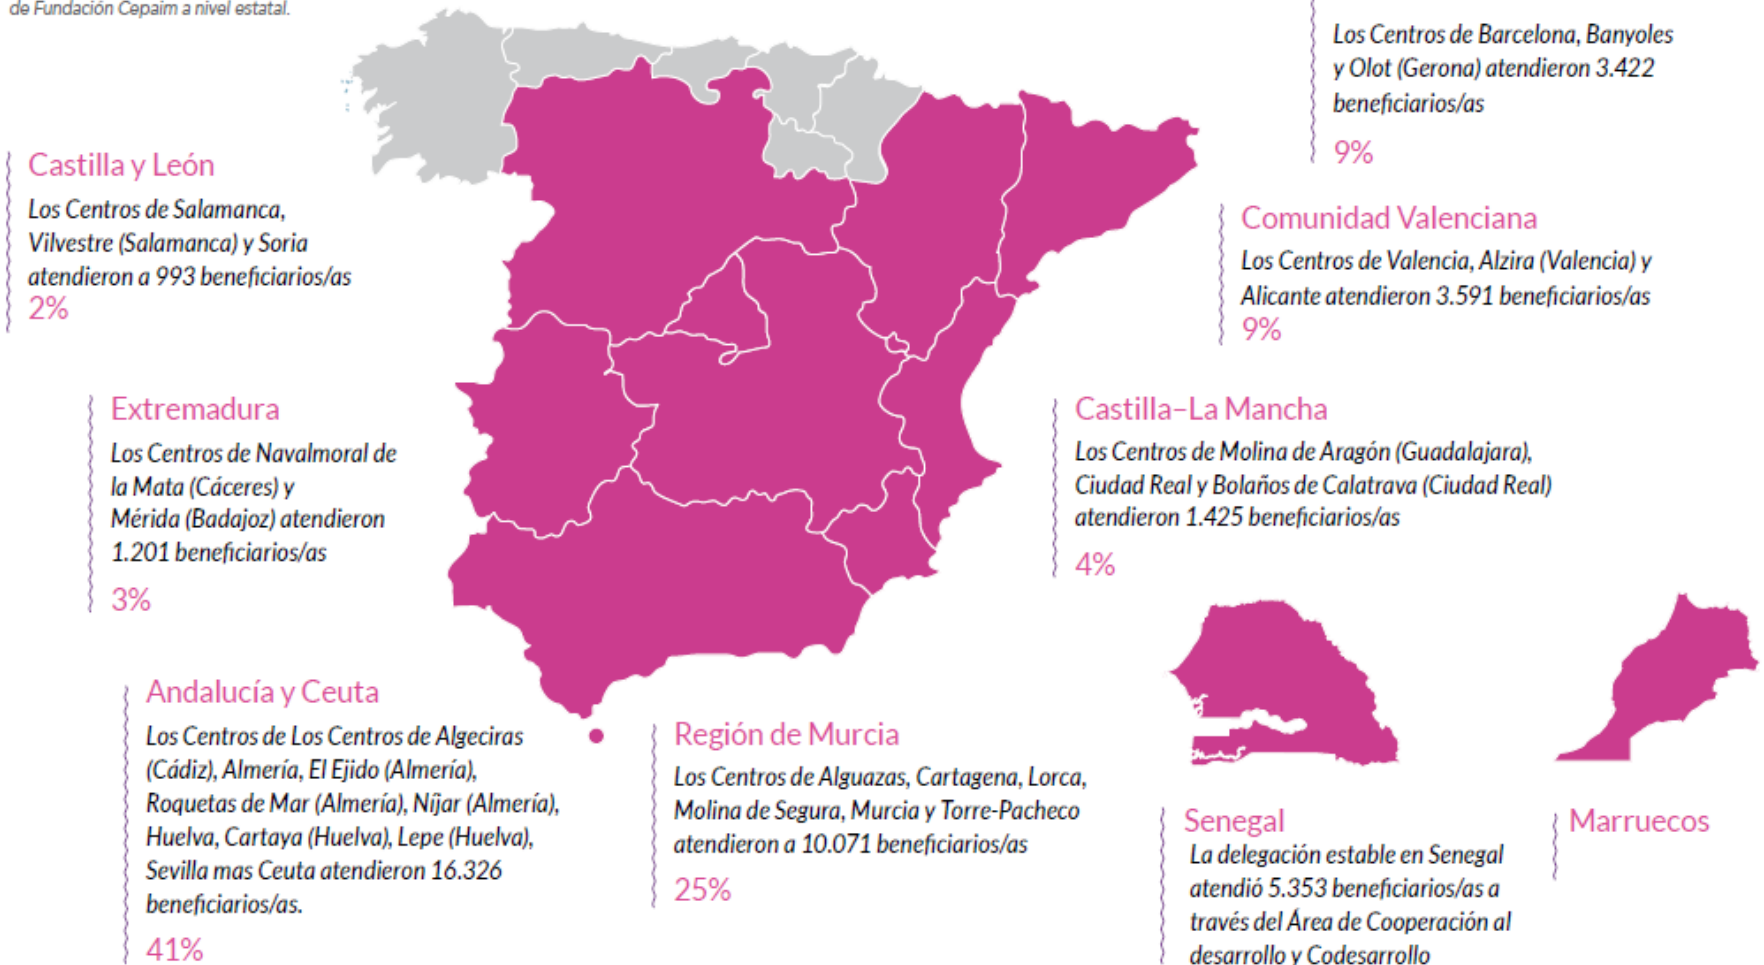 de Fundación Cepaim a nivel estatal.
Los Centros de Barcelona, Banyoles
y Olot (Gerona) atendieron 3.422
beneficiarios/as
9%
Castilla y León
Los Centros de Salamanca,
Vilvestre (Salamanca) y Soria
atendieron a 993 beneficiarios/as
2%
Comunidad Valenciana
Los Centros de Valencia, Alzira (Valencia) y
Alicante atendieron 3.591 beneficiarios/as
9%
Extremadura
Los Centros de Navalmoral de
la Mata (Cáceres) y
Mérida (Badajoz) atendieron
1.201 beneficiarios/as
3%
Castilla–La Mancha
Los Centros de Molina de Aragón (Guadalajara),
Ciudad Real y Bolaños de Calatrava (Ciudad Real)
atendieron 1.425 beneficiarios/as
4%
Andalucía y Ceuta
Los Centros de Los Centros de Algeciras
(Cádiz), Almería, El Ejido (Almería),
Roquetas de Mar (Almería), Níjar (Almería),
Huelva, Cartaya (Huelva), Lepe (Huelva),
Sevilla mas Ceuta atendieron 16.326
beneficiarios/as.
41%
Región de Murcia
Los Centros de Alguazas, Cartagena, Lorca,
Molina de Segura, Murcia y Torre-Pacheco
atendieron a 10.071 beneficiarios/as
25%
Senegal
La delegación estable en Senegal
atendió 5.353 beneficiarios/as a
través del Área de Cooperación al
desarrollo y Codesarrollo
Marruecos